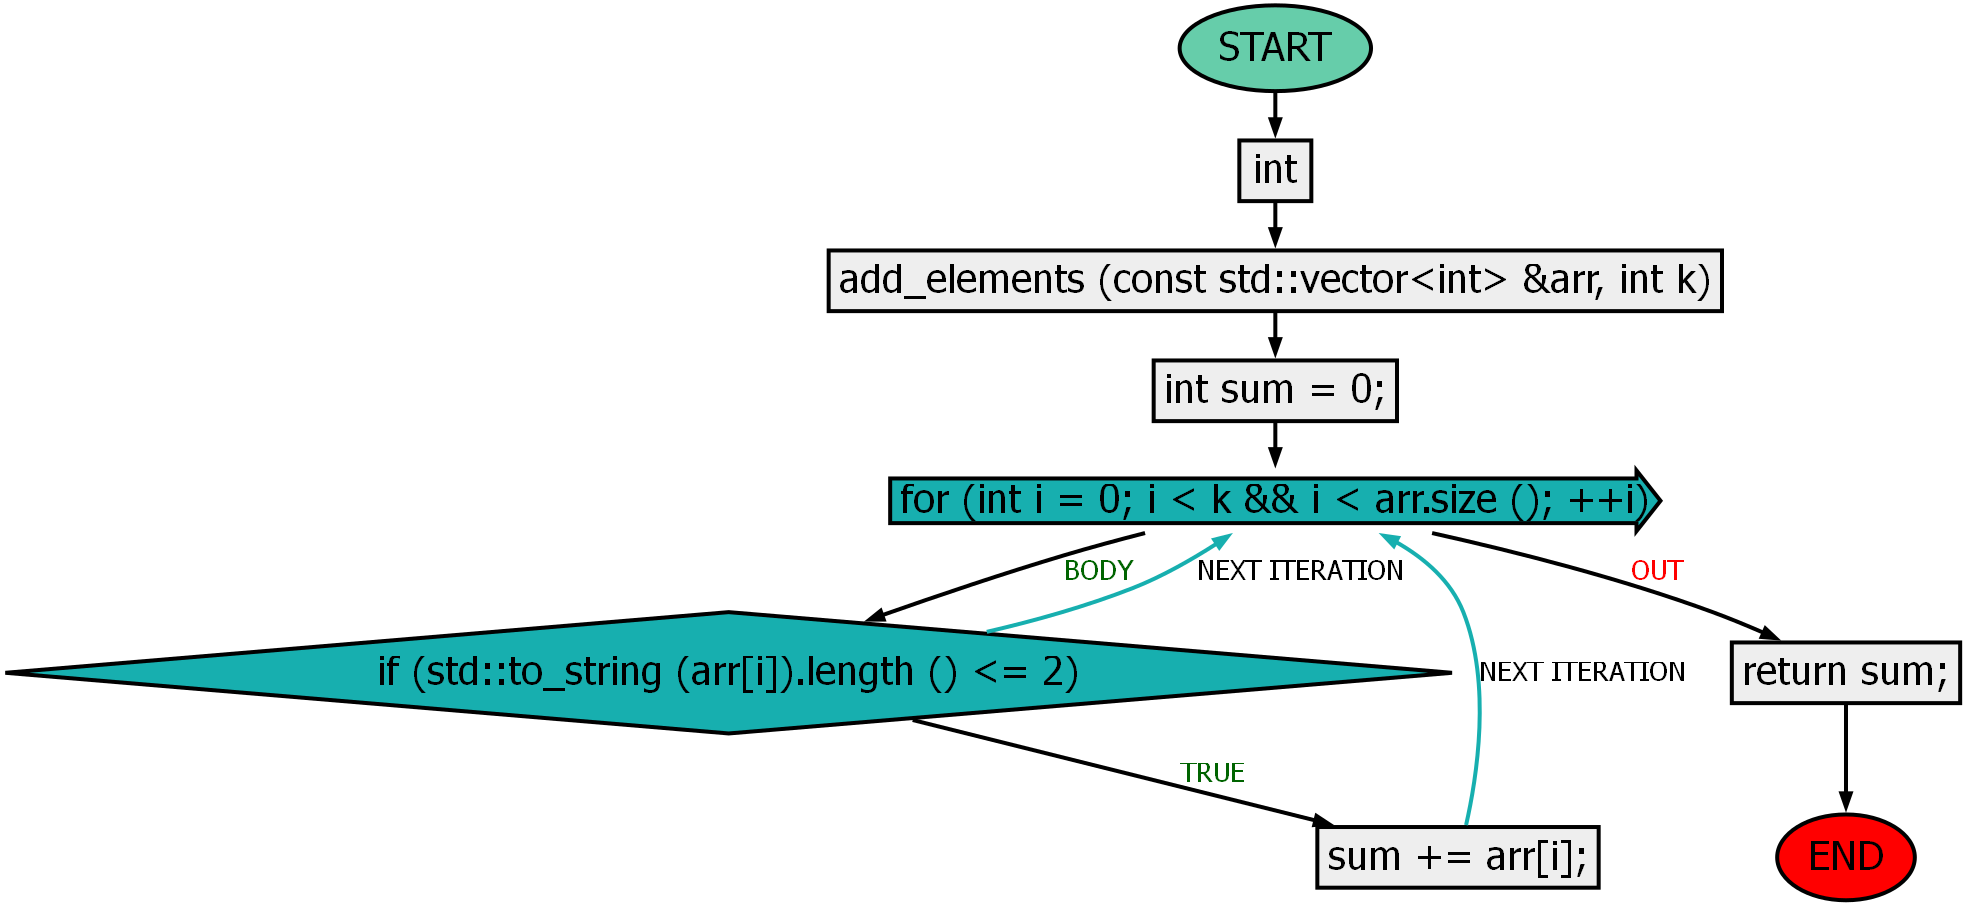 START
int
add_elements (const std::vector<int> &arr, int k)
int sum = 0;
for (int i = 0; i < k && i < arr.size (); ++i)
BODY
NEXT ITERATION
OUT
if (std::to_string (arr[i]).length () <= 2)
NEXT ITERATION
return sum;
TRUE
sum += arr[i];
END